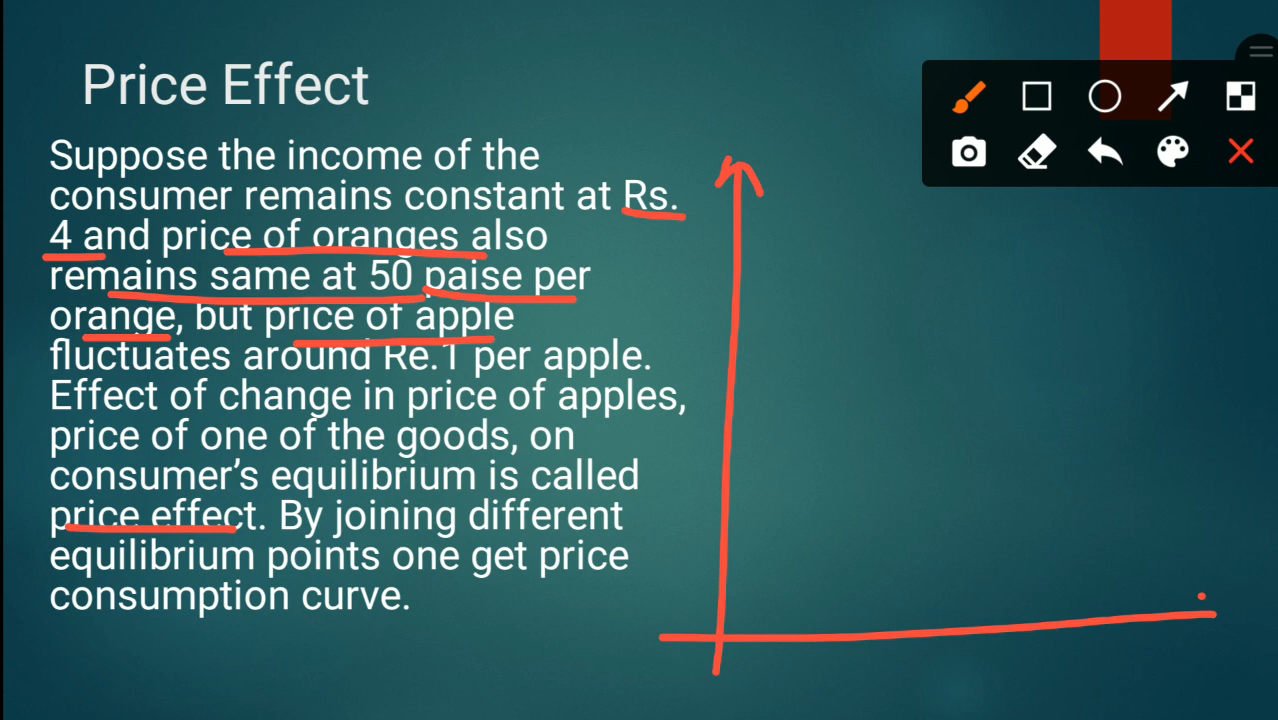 Price Effect
Suppose the income of the
consumer remains constant at Rs.
4 and price of oranges also
remains same at 50 paise per
orange, but price of apple
fluctuates around Re.1 per apple.
Effect of change in price of apples,
price of one of the goods, on
consumer’s equilibrium is called
price effect. By joining different
equilibrium points one get price
consumption curve.